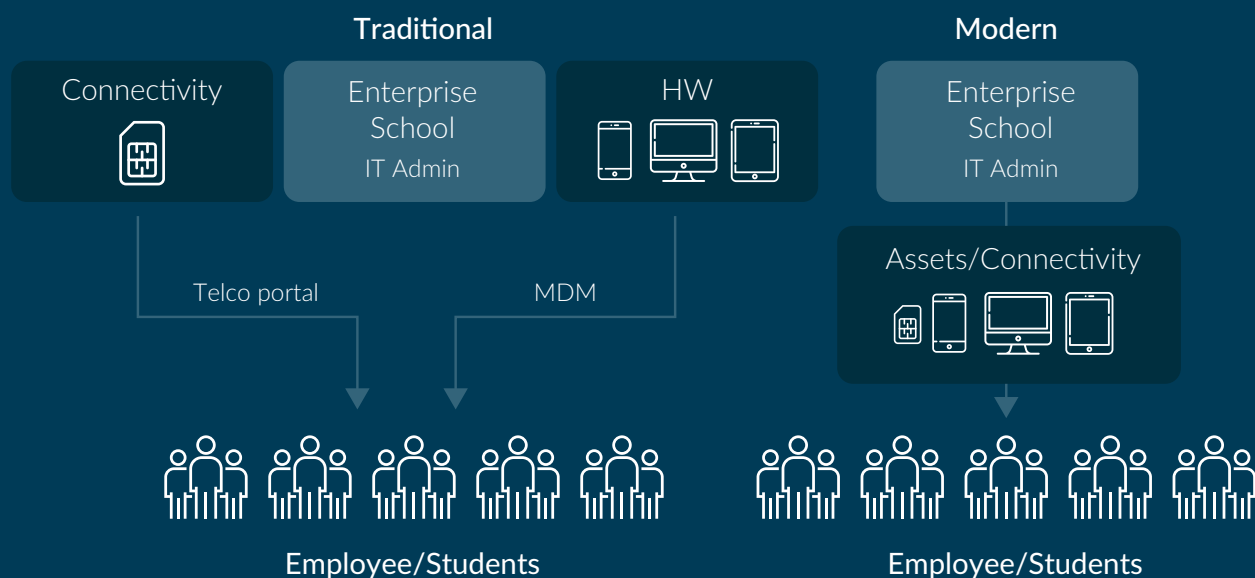 Traditional
Modern
Connectivity
Enterprise
School
IT Admin
HW
Enterprise
School
IT Admin
Assets/Connectivity
Telco portal
MDM
Employee/Students
Employee/Students